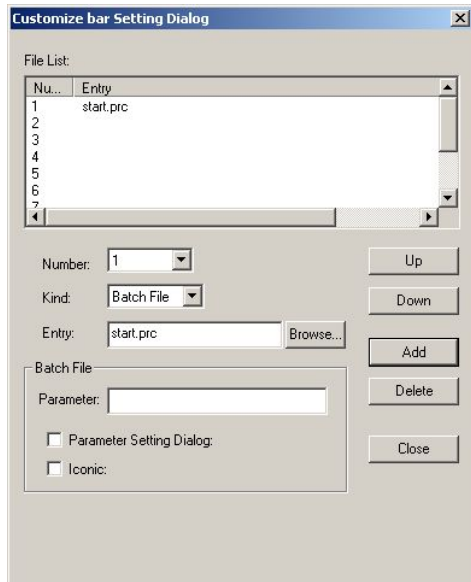 Customize bar Setting Dialog
File List:
Nu... Entry
1 start.prc
2
3
4
5
6
7
Number: 1
Up
Kind: Batch File
Down
Entry: start.prc Browse...
Add
Batch File
Delete
Parameter:
Parameter Setting Dialog:
Close
Iconic: